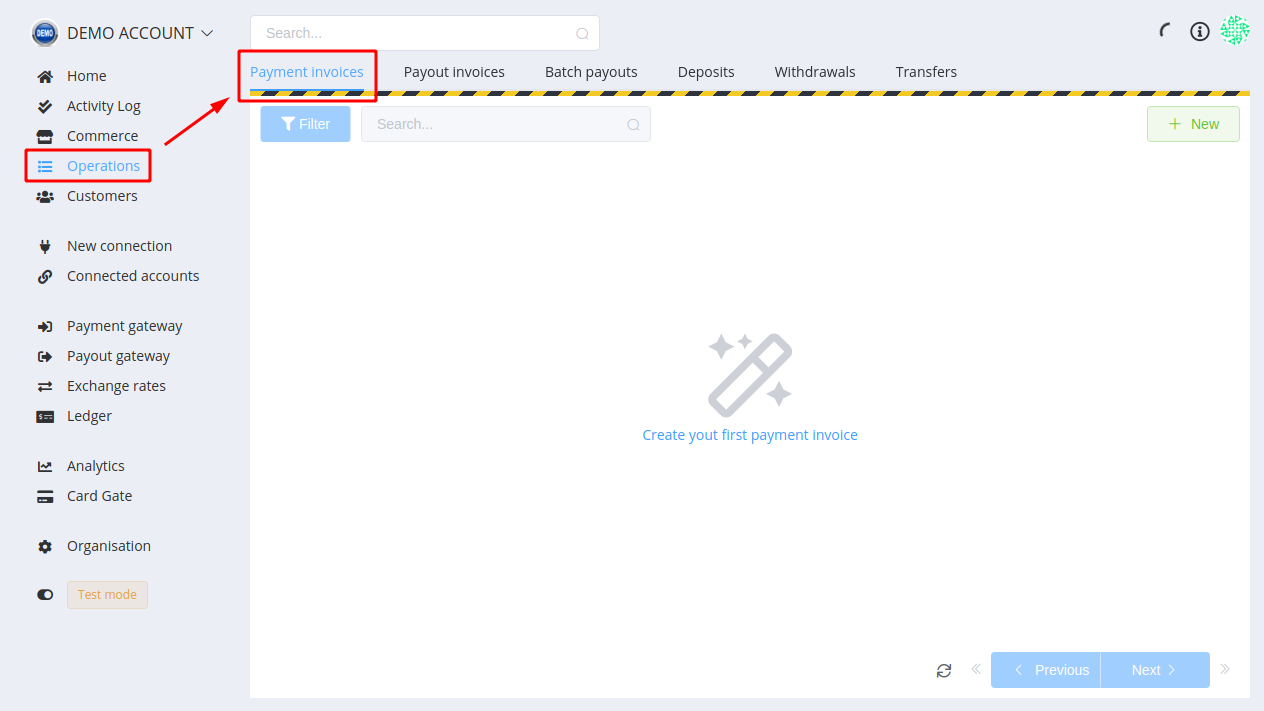 DEMO
DEMO ACCOUNT
Search...
Home
Activity Log
Commerce
Operations
Customers
New connection
Connected accounts
Payment gateway
Payout gateway
Exchange rates
Ledger
Analytics
Card Gate
Organisation
Test mode
Payment invoices
Payout invoices
Batch payouts
Deposits
Withdrawals
Transfers
Filter
Search...
New
Create yout first payment invoice
Previous
Next